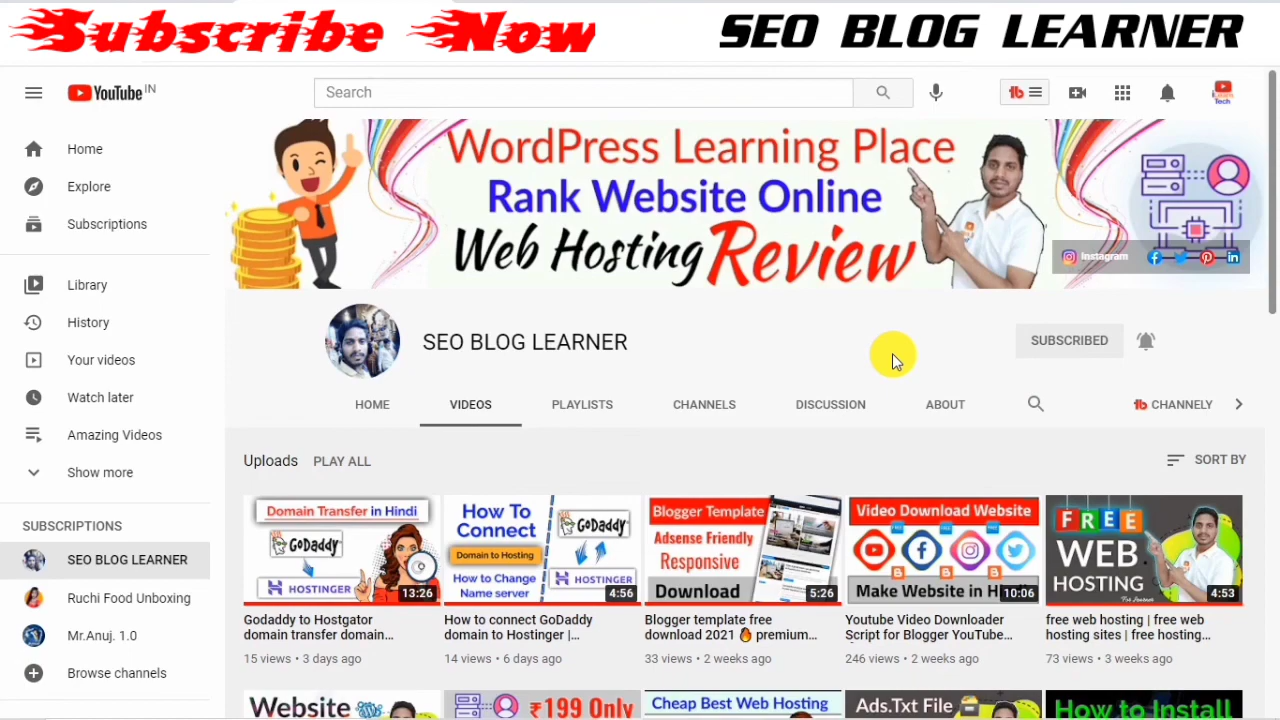 Subscribe Now
SEO BLOG LEARNER
YouTube IN
Search
WordPress Learning Place
Rank Website Online
Web Hosting Review
Instagram
Home
Explore
Subscriptions
Library
History
Your videos
Watch later
Amazing Videos
Show more
SUBSCRIPTIONS
SEO BLOG LEARNER
Ruchi Food Unboxing
Mr.Anuj. 1.0
Browse channels
SEO BLOG LEARNER
SUBSCRIBED
HOME
VIDEOS
PLAYLISTS
CHANNELS
DISCUSSION
ABOUT
CHANNELY
Uploads
PLAY ALL
SORT BY
Domain Transfer in Hindi
GoDaddy
HOSTINGER
13:26
Godaddy to Hostgator
domain transfer domain...
15 views • 3 days ago
How To
Connect
Domain to Hosting
How to Change
Name server
GoDaddy
HOSTINGER
4:56
How to connect GoDaddy
domain to Hostinger |...
14 views • 6 days ago
Blogger Template
Adsense Friendly
Responsive
Download
5:26
Blogger template free
download 2021 🔥 premium...
33 views • 2 weeks ago
Video Download Website
Make Website in
10:06
Youtube Video Downloader
Script for Blogger YouTube...
246 views • 2 weeks ago
FREE
WEB
HOSTING
4:53
free web hosting | free web
hosting sites | free hosting...
73 views • 3 weeks ago
Website
₹199 Only
Cheap Best Web Hosting
Ads.Txt File
How to Install